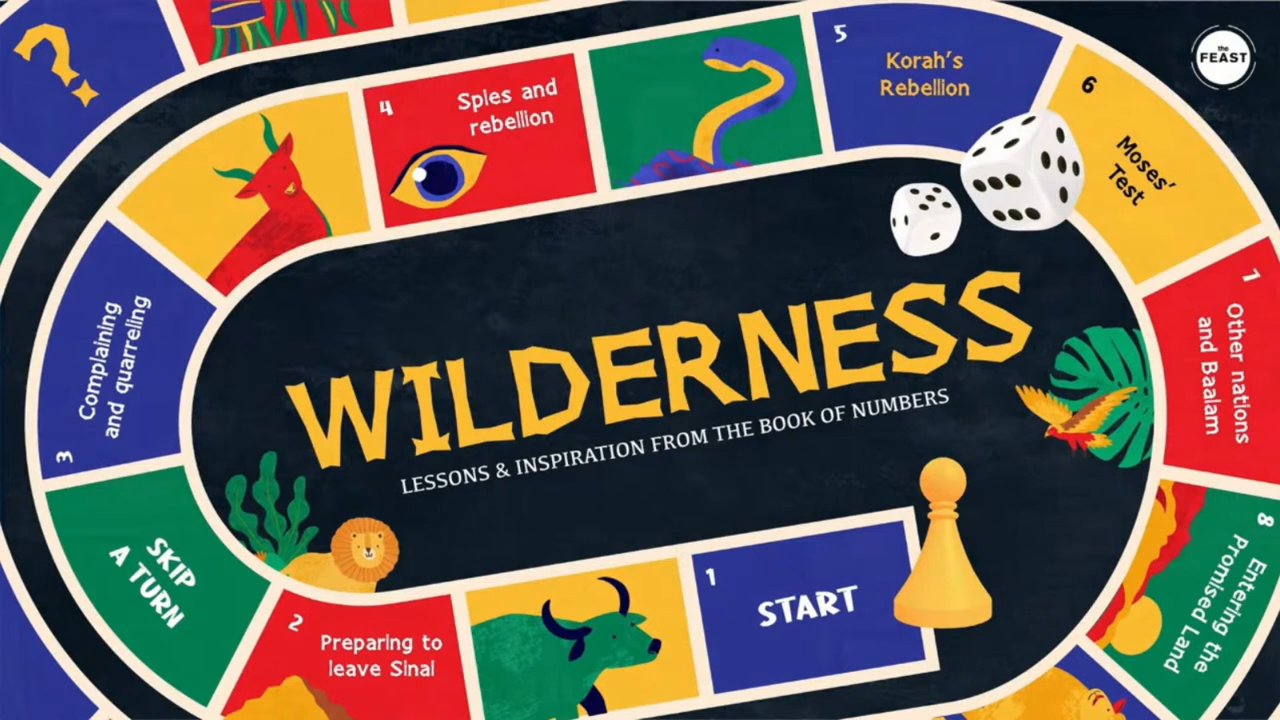 ?
4
Spies and
rebellion
5
Korah's
Rebellion
6
Moses'
Test
the
FEAST
7
Other nations
and Baalam
3
Complaining
and quarreling
WILDERNESS
LESSONS & INSPIRATION FROM THE BOOK OF NUMBERS
SKIP
A TURN
2
Preparing to
leave Sinai
1
START
8
Entering the
Promised Land